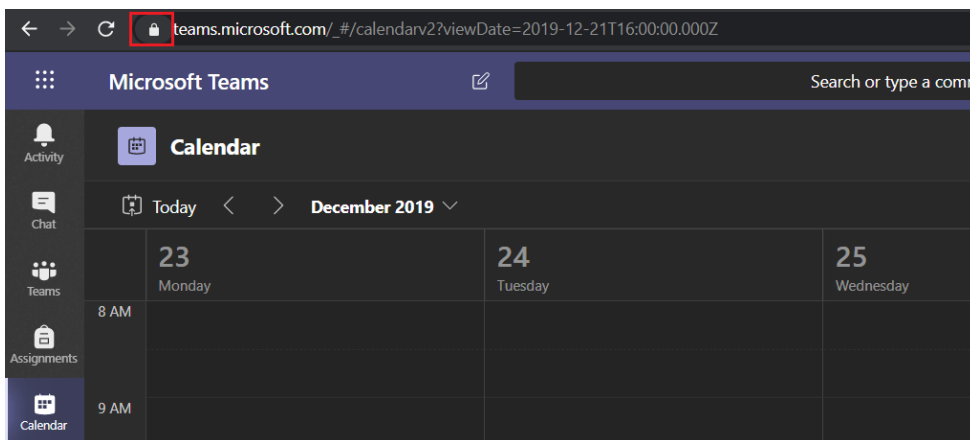 teams.microsoft.com/_#/calendarv2?viewDate=2019-12-21T16:00:00.000Z
Microsoft Teams
Search or type a
Activity
Calendar
Chat
Today
December 2019
Teams
23
24
25
Monday
Tuesday
Wednesday
8 AM
Assignments
9 AM
Calendar